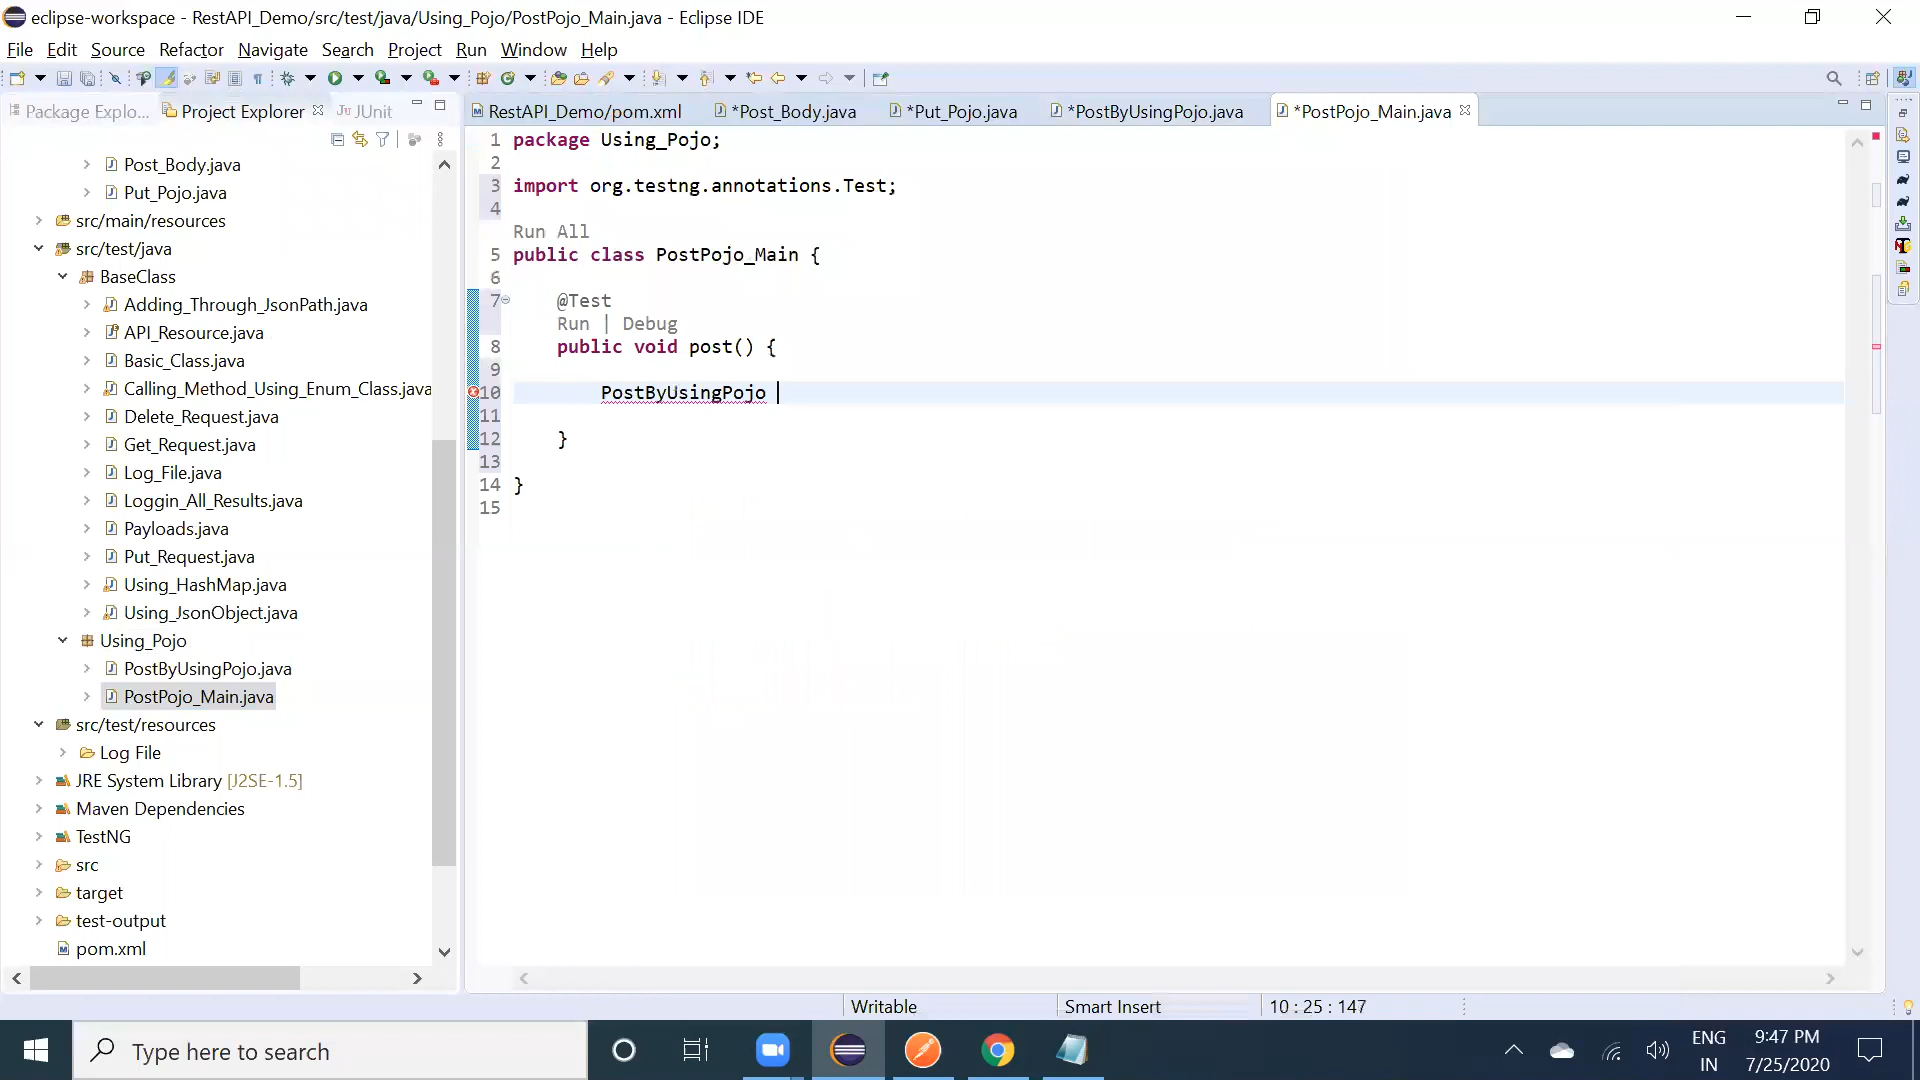 eclipse-workspace - RestAPI_Demo/src/test/java/Using_Pojo/PostPojo_Main.java - Eclipse IDE
File Edit Source Refactor Navigate Search Project Run Window Help
Package Explo... Project Explorer JUnit
RestAPI_Demo/pom.xml *Post_Body.java *Put_Pojo.java *PostByUsingPojo.java *PostPojo_Main.java
Post_Body.java
Put_Pojo.java
src/main/resources
src/test/java
BaseClass
Adding_Through_JsonPath.java
API_Resource.java
Basic_Class.java
Calling_Method_Using_Enum_Class.java
Delete_Request.java
Get_Request.java
Log_File.java
Loggin_All_Results.java
Payloads.java
Put_Request.java
Using_HashMap.java
Using_JsonObject.java
Using_Pojo
PostByUsingPojo.java
PostPojo_Main.java
src/test/resources
Log File
JRE System Library [J2SE-1.5]
Maven Dependencies
TestNG
src
target
test-output
pom.xml
1 package Using_Pojo;
2
3 import org.testng.annotations.Test;
4
Run All
5 public class PostPojo_Main {
6
7 @Test
Run | Debug
8 public void post() {
9
10 PostByUsingPojo
11
12 }
13
14 }
15
Writable Smart Insert 10 : 25 : 147
Type here to search
ENG
IN
9:47 PM
7/25/2020